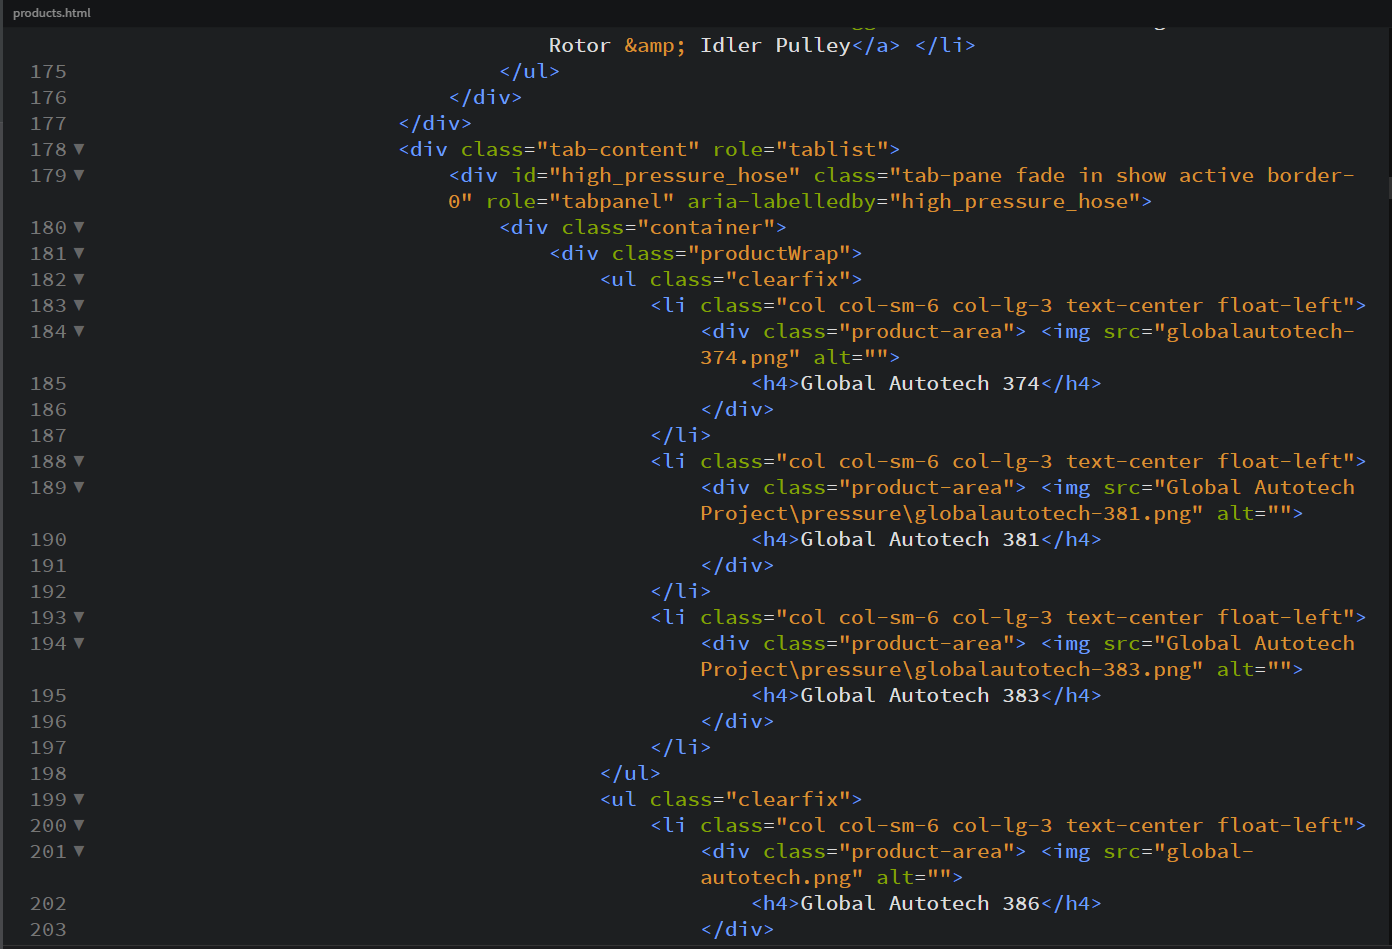 products.html
Rotor &amp; Idler Pulley</a> </li>
175 </ul>
176 </div>
177 </div>
178 <div class="tab-content" role="tablist">
179 <div id="high_pressure_hose" class="tab-pane fade in show active border-
0" role="tabpanel" aria-labelledby="high_pressure_hose">
180 <div class="container">
181 <div class="productWrap">
182 <ul class="clearfix">
183 <li class="col col-sm-6 col-lg-3 text-center float-left">
184 <div class="product-area"> <img src="globalautotech-
374.png" alt="">
185 <h4>Global Autotech 374</h4>
186 </div>
187 </li>
188 <li class="col col-sm-6 col-lg-3 text-center float-left">
189 <div class="product-area"> <img src="Global Autotech
Project\pressure\globalautotech-381.png" alt="">
190 <h4>Global Autotech 381</h4>
191 </div>
192 </li>
193 <li class="col col-sm-6 col-lg-3 text-center float-left">
194 <div class="product-area"> <img src="Global Autotech
Project\pressure\globalautotech-383.png" alt="">
195 <h4>Global Autotech 383</h4>
196 </div>
197 </li>
198 </ul>
199 <ul class="clearfix">
200 <li class="col col-sm-6 col-lg-3 text-center float-left">
201 <div class="product-area"> <img src="global-
autotech.png" alt="">
202 <h4>Global Autotech 386</h4>
203 </div>